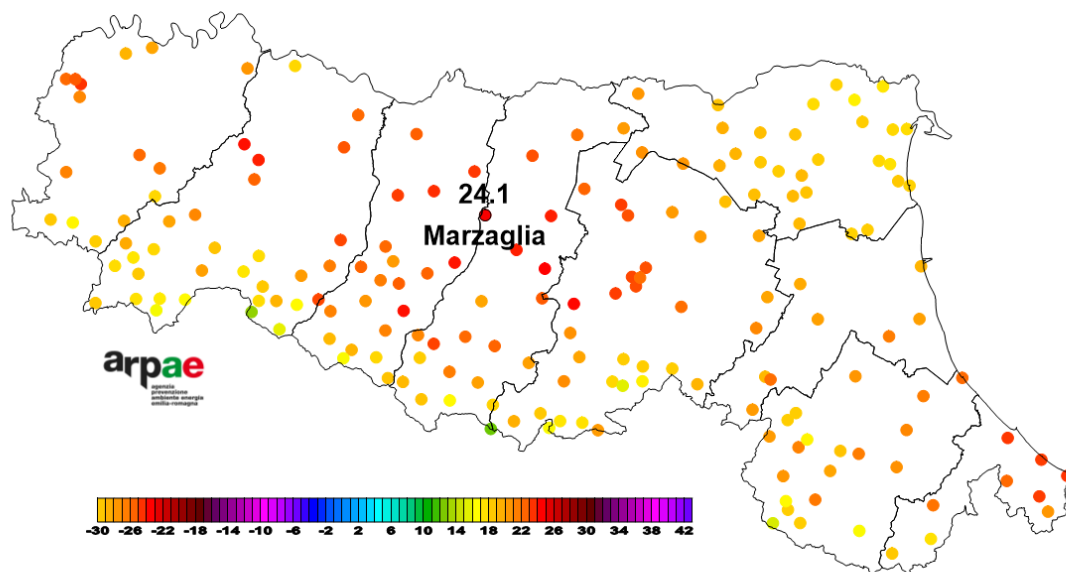 24.1
Marzaglia
arpae
agenzia
prevenzione
ambiente energia
emilia-romagna
-30 -26 -22 -18 -14 -10 -6 -2 2 6 10 14 18 22 26 30 34 38 42